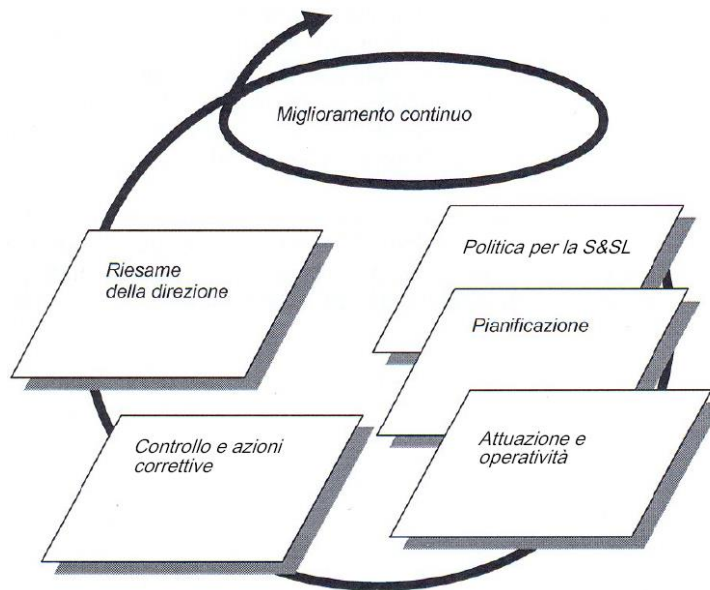 Miglioramento continuo
Politica per la S&SL
Riesame
della direzione
Pianificazione
Controllo e azioni
correttive
Attuazione e
operatività